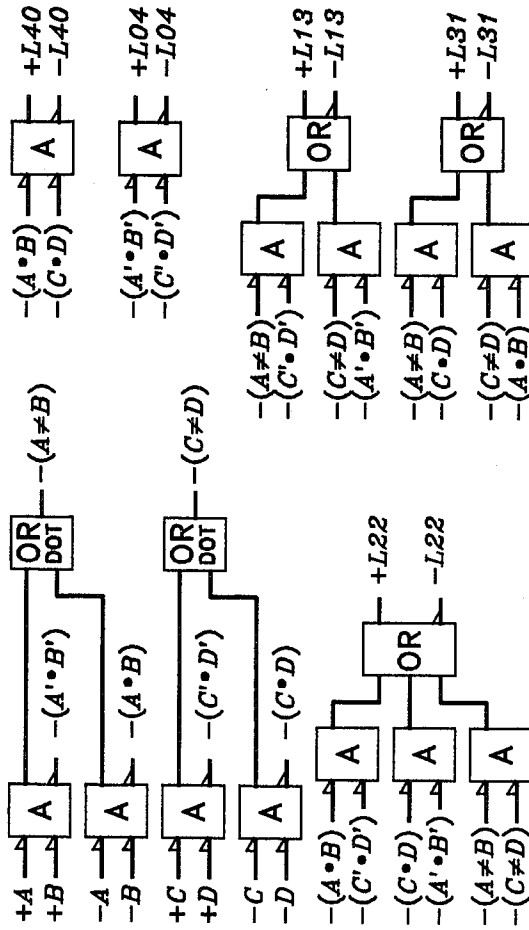 +A
+B
A
−(A'•B')
−A
−B
A
−(A•B)
OR
DOT
−(A≠B)
+C
+D
A
−(C'•D')
−C
−D
A
−(C•D)
OR
DOT
−(C≠D)
−(A•B)
−(C'•D')
A
−(C•D)
−(A'•B')
A
−(A≠B)
−(C≠D)
A
OR
+L22
−L22
−(A•B)
−(C•D)
A
+L40
−L40
−(A'•B')
−(C'•D')
A
+L04
−L04
−(A≠B)
−(C'•D')
A
−(C≠D)
−(A'•B')
A
OR
+L13
−L13
−(A≠B)
−(C•D)
A
−(C≠D)
−(A•B)
A
OR
+L31
−L31